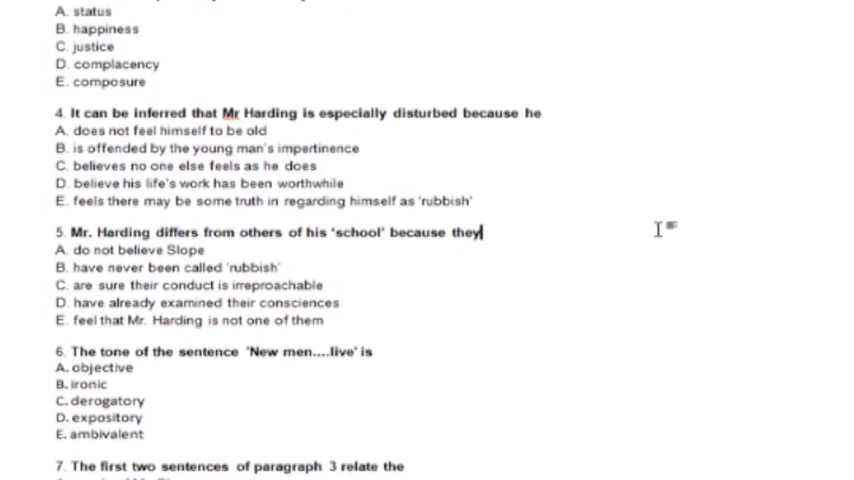 A. status
B. happiness
C. justice
D. complacency
E. composure
4. It can be inferred that Mr Harding is especially disturbed because he
A. does not feel himself to be old
B. is offended by the young man's impertinence
C. believes no one else feels as he does
D. believe his life's work has been worthwhile
E. feels there may be some truth in regarding himself as 'rubbish'
5. Mr. Harding differs from others of his 'school' because they
A. do not believe Slope
B. have never been called 'rubbish'
C. are sure their conduct is irreproachable
D. have already examined their consciences
E. feel that Mr. Harding is not one of them
6. The tone of the sentence 'New men....live' is
A. objective
B. ironic
C. derogatory
D. expository
E. ambivalent
7. The first two sentences of paragraph 3 relate the